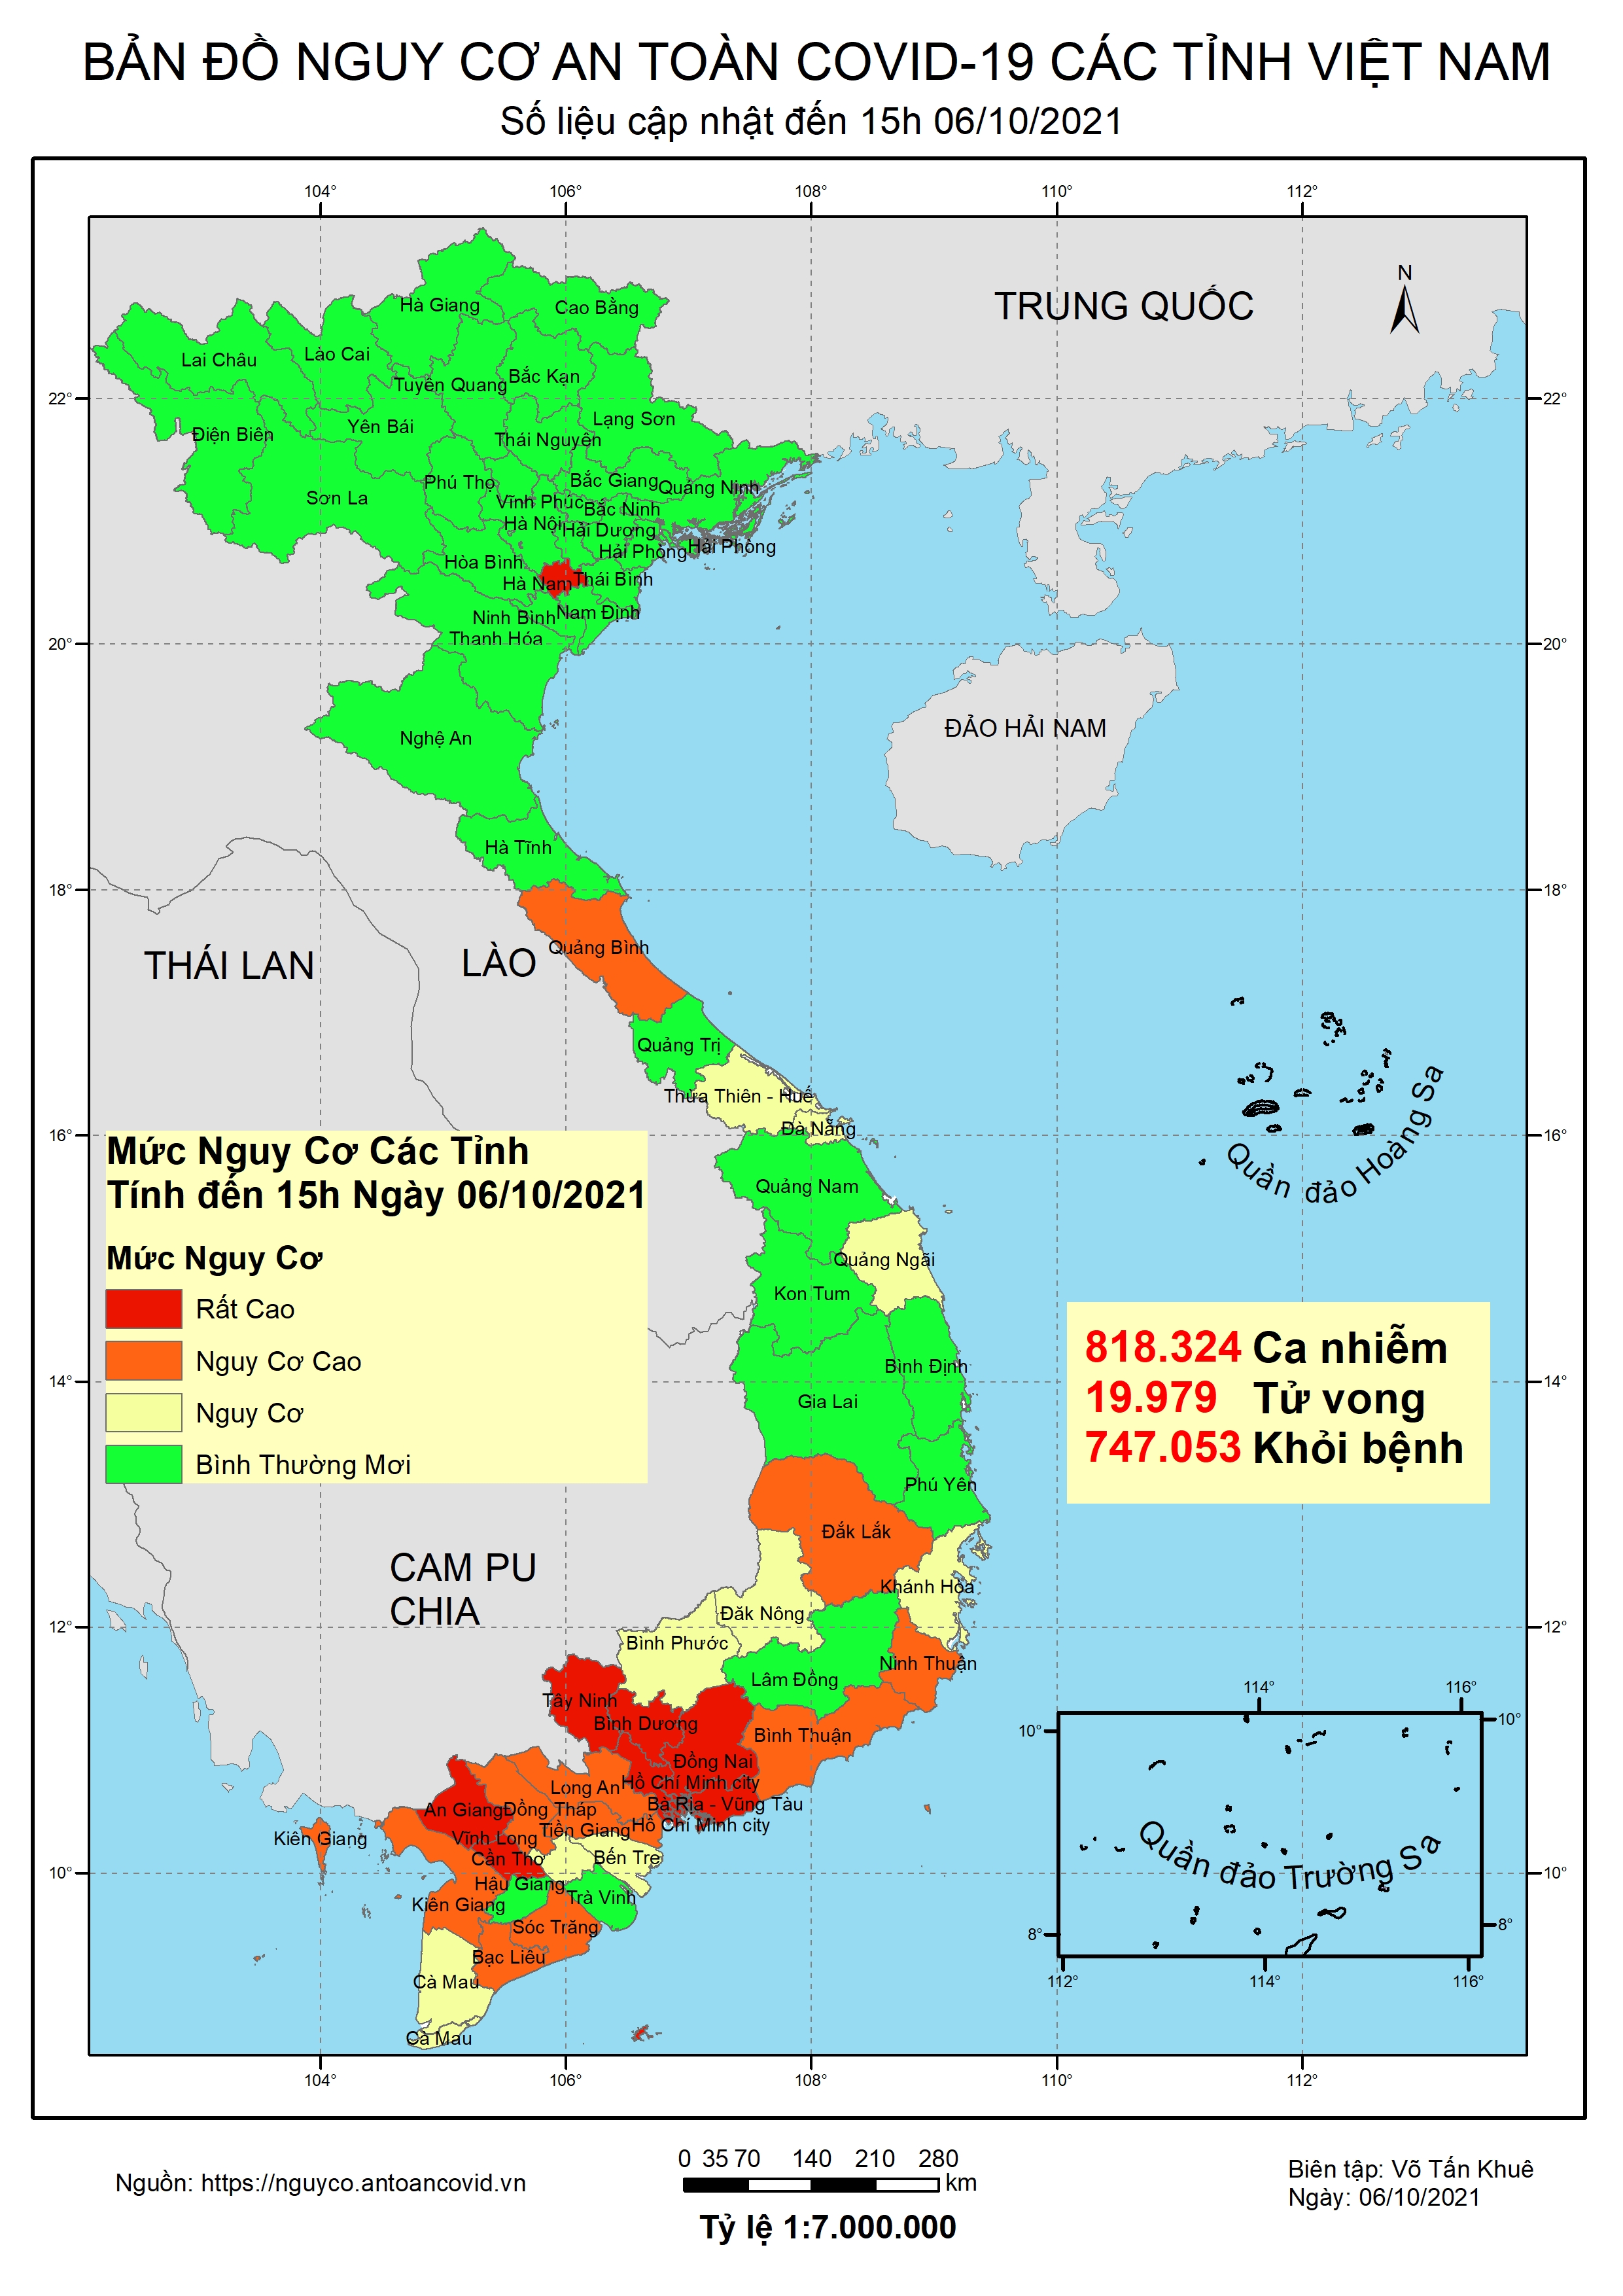 BẢN ĐỒ NGUY CƠ AN TOÀN COVID-19 CÁC TỈNH VIỆT NAM
Số liệu cập nhật đến 15h 06/10/2021
104° 106° 108° 110° 112°
N
TRUNG QUỐC
Hà Giang
Cao Bằng
Lai Châu
Lào Cai
Tuyên Quang
Bắc Kạn
22° 22°
Lạng Sơn
Yên Bái
Điện Biên
Thái Nguyên
Phú Thọ
Bắc Giang
Quảng Ninh
Sơn La
Vĩnh Phúc
Bắc Ninh
Hà Nội
Hải Dương
Hải Phòng
Hải Phòng
Hòa Bình
Hà Nam
Thái Bình
Ninh Bình
Nam Định
Thanh Hóa
20° 20°
ĐẢO HẢI NAM
Nghệ An
Hà Tĩnh
18° 18°
Quảng Bình
THÁI LAN
LÀO
Quảng Trị
Thừa Thiên - Huế
Đà Nẵng
16° 16°
Quần đảo Hoàng Sa
Mức Nguy Cơ Các Tỉnh
Tính đến 15h Ngày 06/10/2021
Mức Nguy Cơ
Rất Cao
Nguy Cơ Cao
Nguy Cơ
Bình Thường Mới
Quảng Nam
Quảng Ngãi
Kon Tum
Bình Định
14° 14°
Gia Lai
Phú Yên
818.324 Ca nhiễm
19.979 Tử vong
747.053 Khỏi bệnh
Đắk Lắk
CAM PU
CHIA
Khánh Hòa
Đăk Nông
12° 12°
Bình Phước
Ninh Thuận
Lâm Đồng
Tây Ninh
Bình Dương
Bình Thuận
Đồng Nai
Hồ Chí Minh city
Long An
Bà Rịa - Vũng Tàu
An Giang
Đồng Tháp
Hồ Chí Minh city
Tiền Giang
Kiên Giang
Vĩnh Long
Cần Thơ
Bến Tre
10° 10°
Hậu Giang
Trà Vinh
Kiên Giang
Sóc Trăng
Bạc Liêu
Cà Mau
Cà Mau
114° 116°
10° 10°
Quần đảo Trường Sa
8° 8°
112° 114° 116°
104° 106° 108° 110° 112°
0 35 70 140 210 280
km
Tỷ lệ 1:7.000.000
Nguồn: https://nguyco.antoancovid.vn
Biên tập: Võ Tấn Khuê
Ngày: 06/10/2021